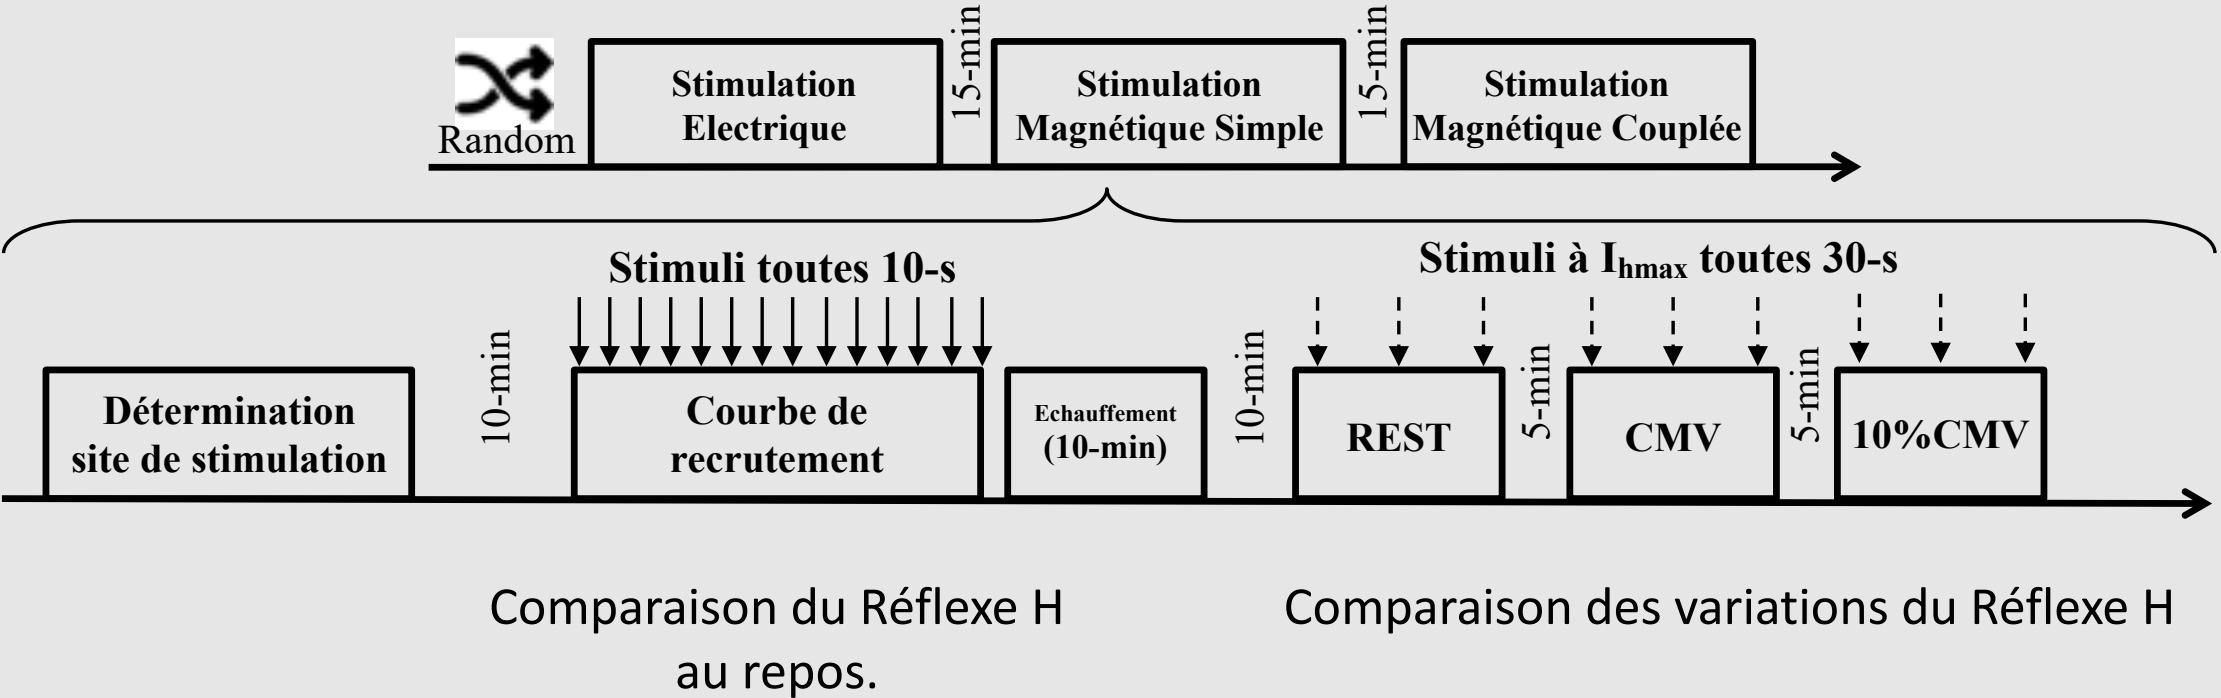 Random
Stimulation
Electrique
15-min
Stimulation
Magnétique Simple
15-min
Stimulation
Magnétique Couplée
Stimuli toutes 10-s
Stimuli à Ihmax toutes 30-s
Détermination
site de stimulation
10-min
Courbe de
recrutement
Echauffement
(10-min)
10-min
REST
5-min
CMV
5-min
10%CMV
Comparaison du Réflexe H
au repos.
Comparaison des variations du Réflexe H